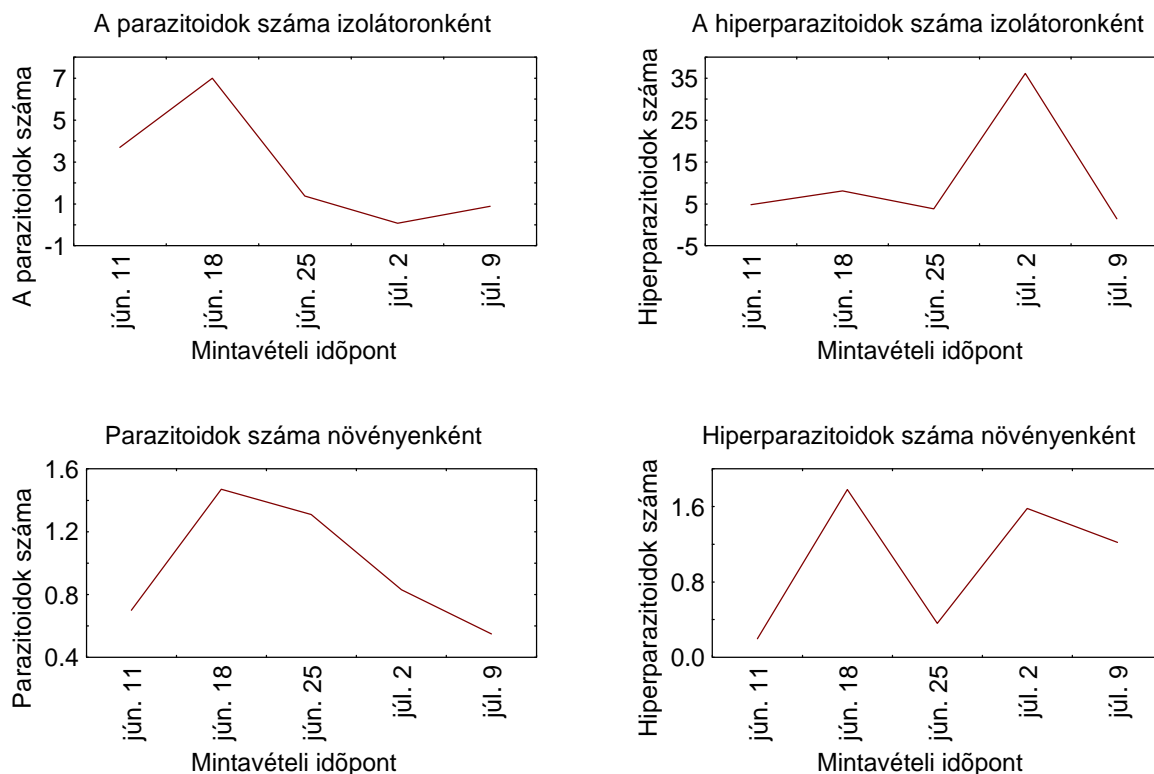 A parazitoidok száma izolátoronként
A parazitoidok száma
7
5
3
1
-1
jún. 11
jún. 18
jún. 25
júl. 2
júl. 9
Mintavételi idõpont
A hiperparazitoidok száma izolátoronként
Hiperparazitoidok száma
35
25
15
5
-5
jún. 11
jún. 18
jún. 25
júl. 2
júl. 9
Mintavételi idõpont
Parazitoidok száma növényenként
Parazitoidok száma
1.6
1.2
0.8
0.4
jún. 11
jún. 18
jún. 25
júl. 2
júl. 9
Mintavételi idõpont
Hiperparazitoidok száma növényenként
Hiperparazitoidok száma
1.6
0.8
0.0
jún. 11
jún. 18
jún. 25
júl. 2
júl. 9
Mintavételi idõpont